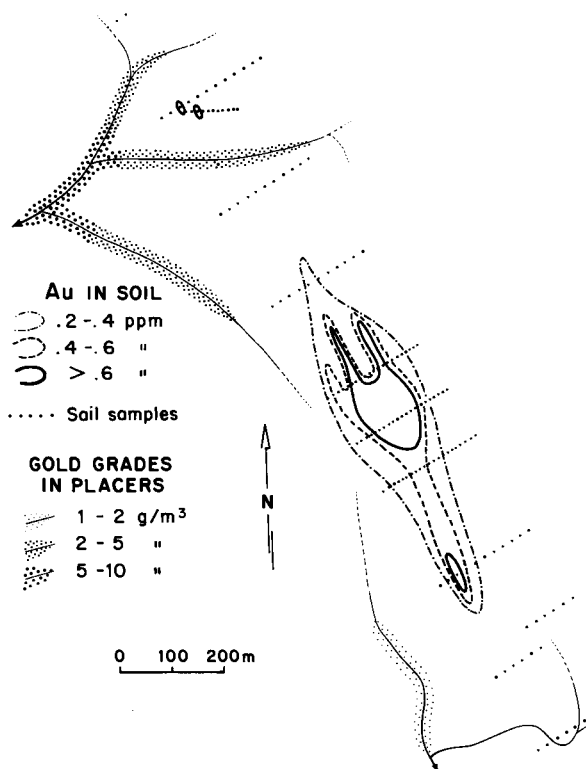 Au IN SOIL
.2-.4 ppm
.4-.6 "
> .6 "
Soil samples
GOLD GRADES
IN PLACERS
1 - 2 g/m³
2 - 5 "
5 -10 "
N
0 100 200m